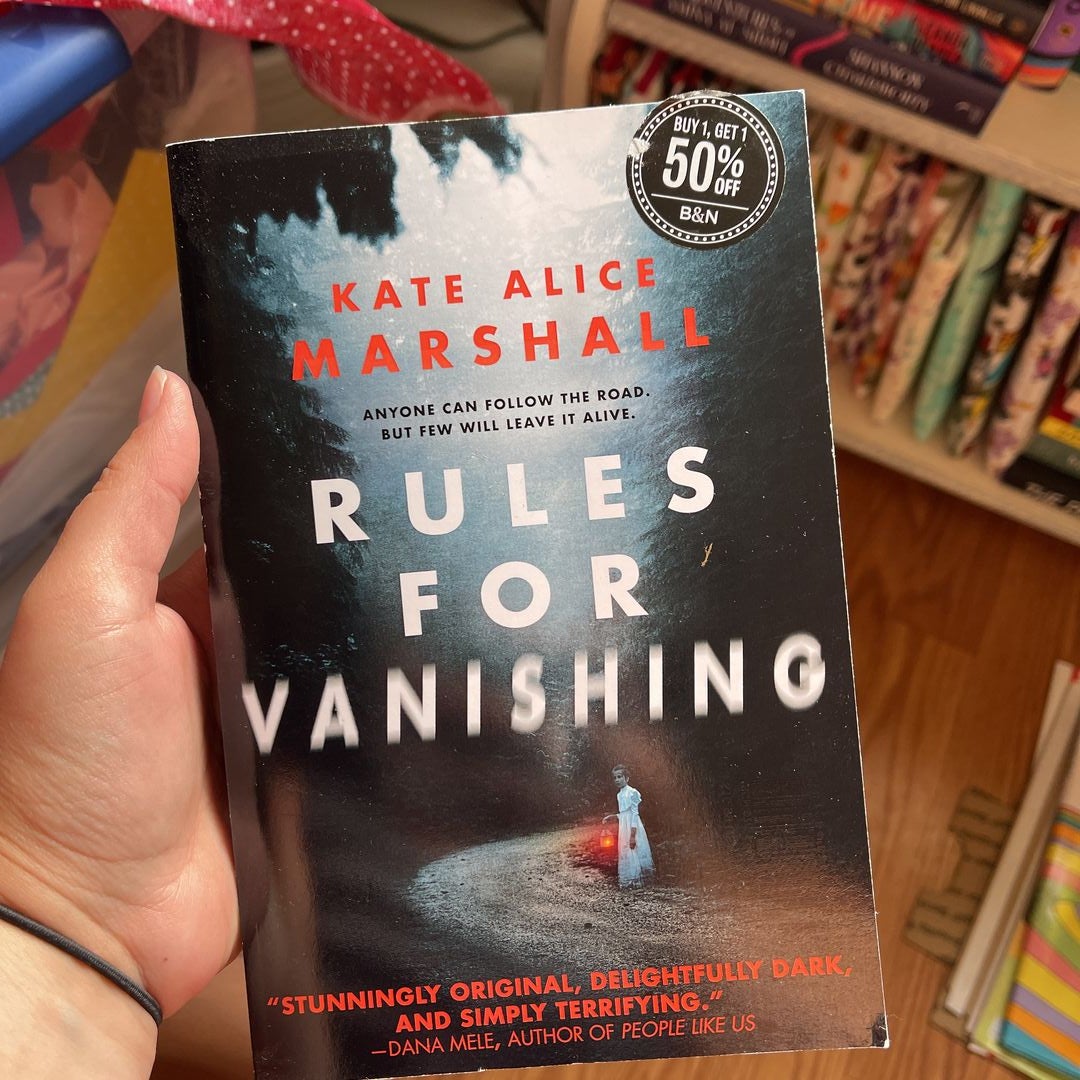 BUY 1, GET 1
50%
OFF
B&N
KATE ALICE
MARSHALL
ANYONE CAN FOLLOW THE ROAD.
BUT FEW WILL LEAVE IT ALIVE.
RULES
FOR
VANISHING
“STUNNINGLY ORIGINAL, DELIGHTFULLY DARK,
AND SIMPLY TERRIFYING.”
—DANA MELE, AUTHOR OF PEOPLE LIKE US
SHANNON